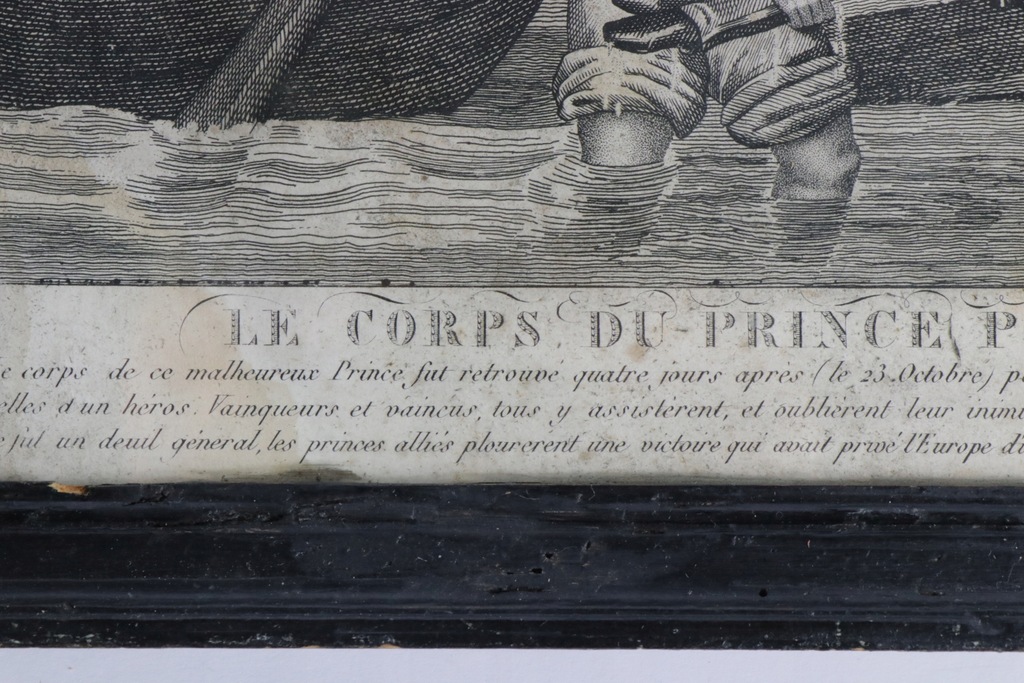 LE CORPS DU PRINCE P
e corps de ce malheureux Prince fut retrouvé quatre jours après (le 23 Octobre) p
elles d'un héros. Vainqueurs et vaincus, tous y assistèrent, et oublièrent leur inim
e fut un deuil général, les princes alliés plourerent une victoire qui avait privé l'Europe d'u